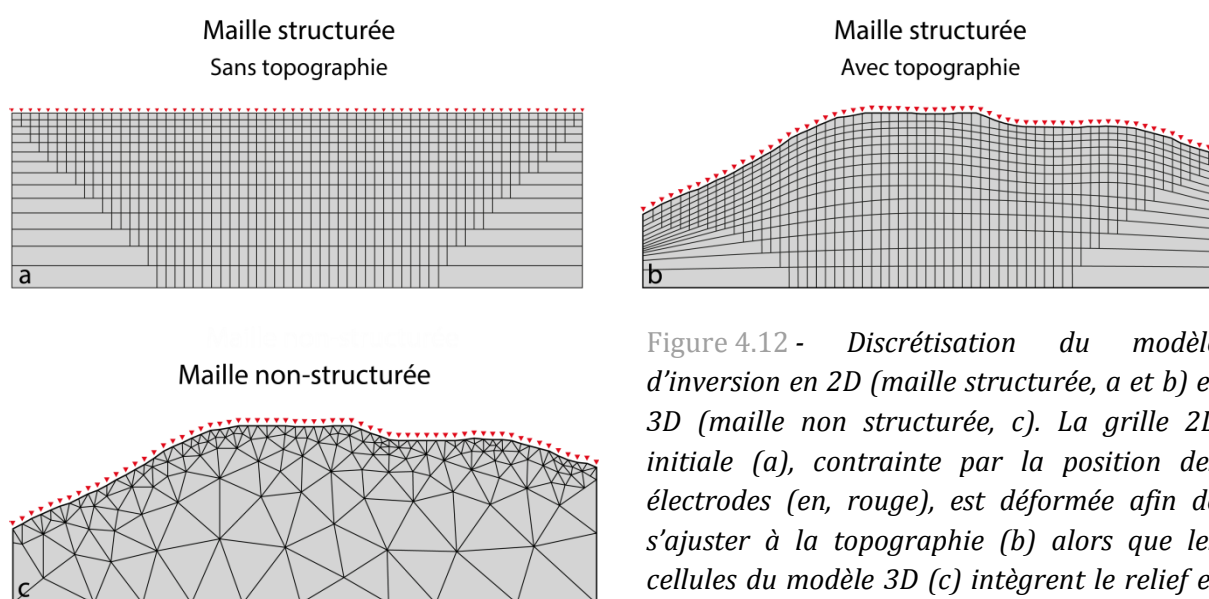 Maille structurée
Sans topographie
a
Maille structurée
Avec topographie
b
Maille non-structurée
c
Figure 4.12 - Discrétisation du modèle
d'inversion en 2D (maille structurée, a et b) e
3D (maille non structurée, c). La grille 2D
initiale (a), contrainte par la position de
électrodes (en, rouge), est déformée afin d
s'ajuster à la topographie (b) alors que le
cellules du modèle 3D (c) intègrent le relief e